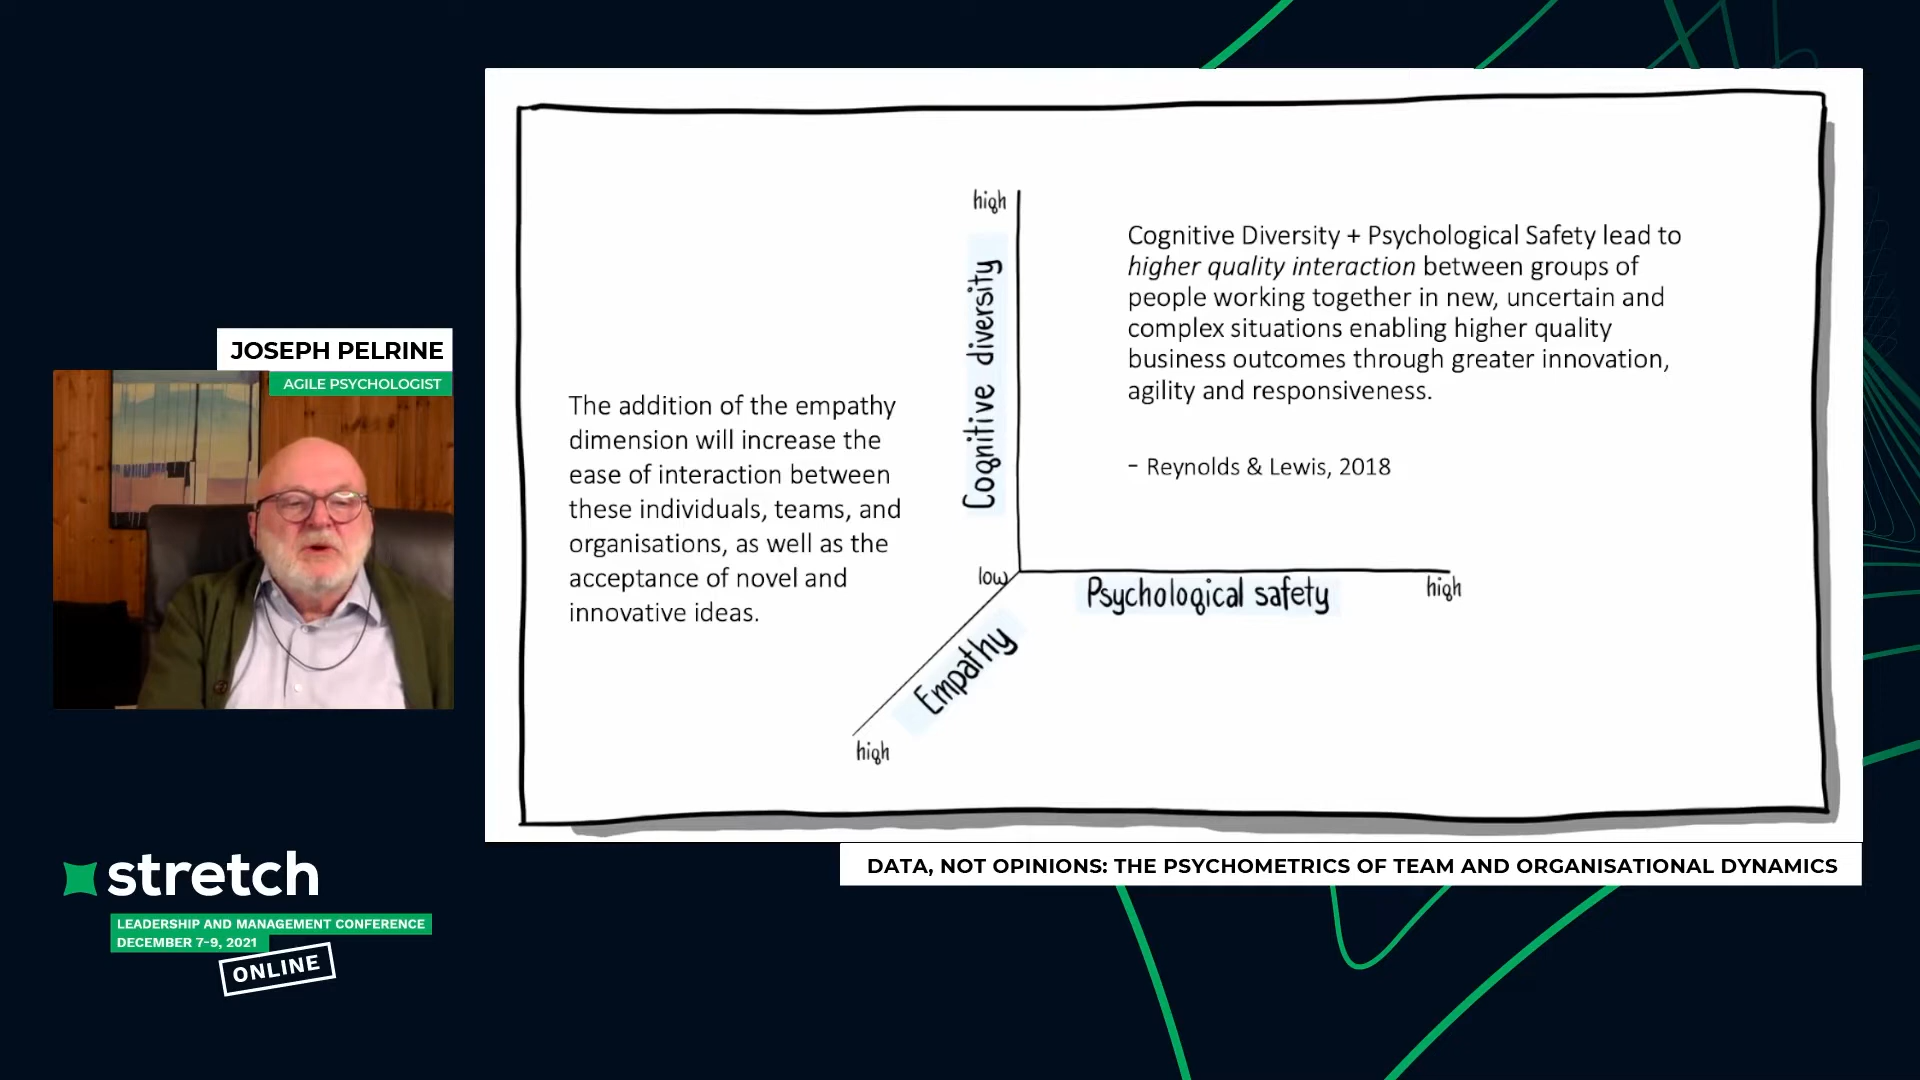 JOSEPH PELRINE
AGILE PSYCHOLOGIST
stretch
LEADERSHIP AND MANAGEMENT CONFERENCE
DECEMBER 7-9, 2021
ONLINE
The addition of the empathy
dimension will increase the
ease of interaction between
these individuals, teams, and
organisations, as well as the
acceptance of novel and
innovative ideas.
high
Cognitive diversity
low
Psychological safety
high
Empathy
high
Cognitive Diversity + Psychological Safety lead to
higher quality interaction between groups of
people working together in new, uncertain and
complex situations enabling higher quality
business outcomes through greater innovation,
agility and responsiveness.
- Reynolds & Lewis, 2018
DATA, NOT OPINIONS: THE PSYCHOMETRICS OF TEAM AND ORGANISATIONAL DYNAMICS